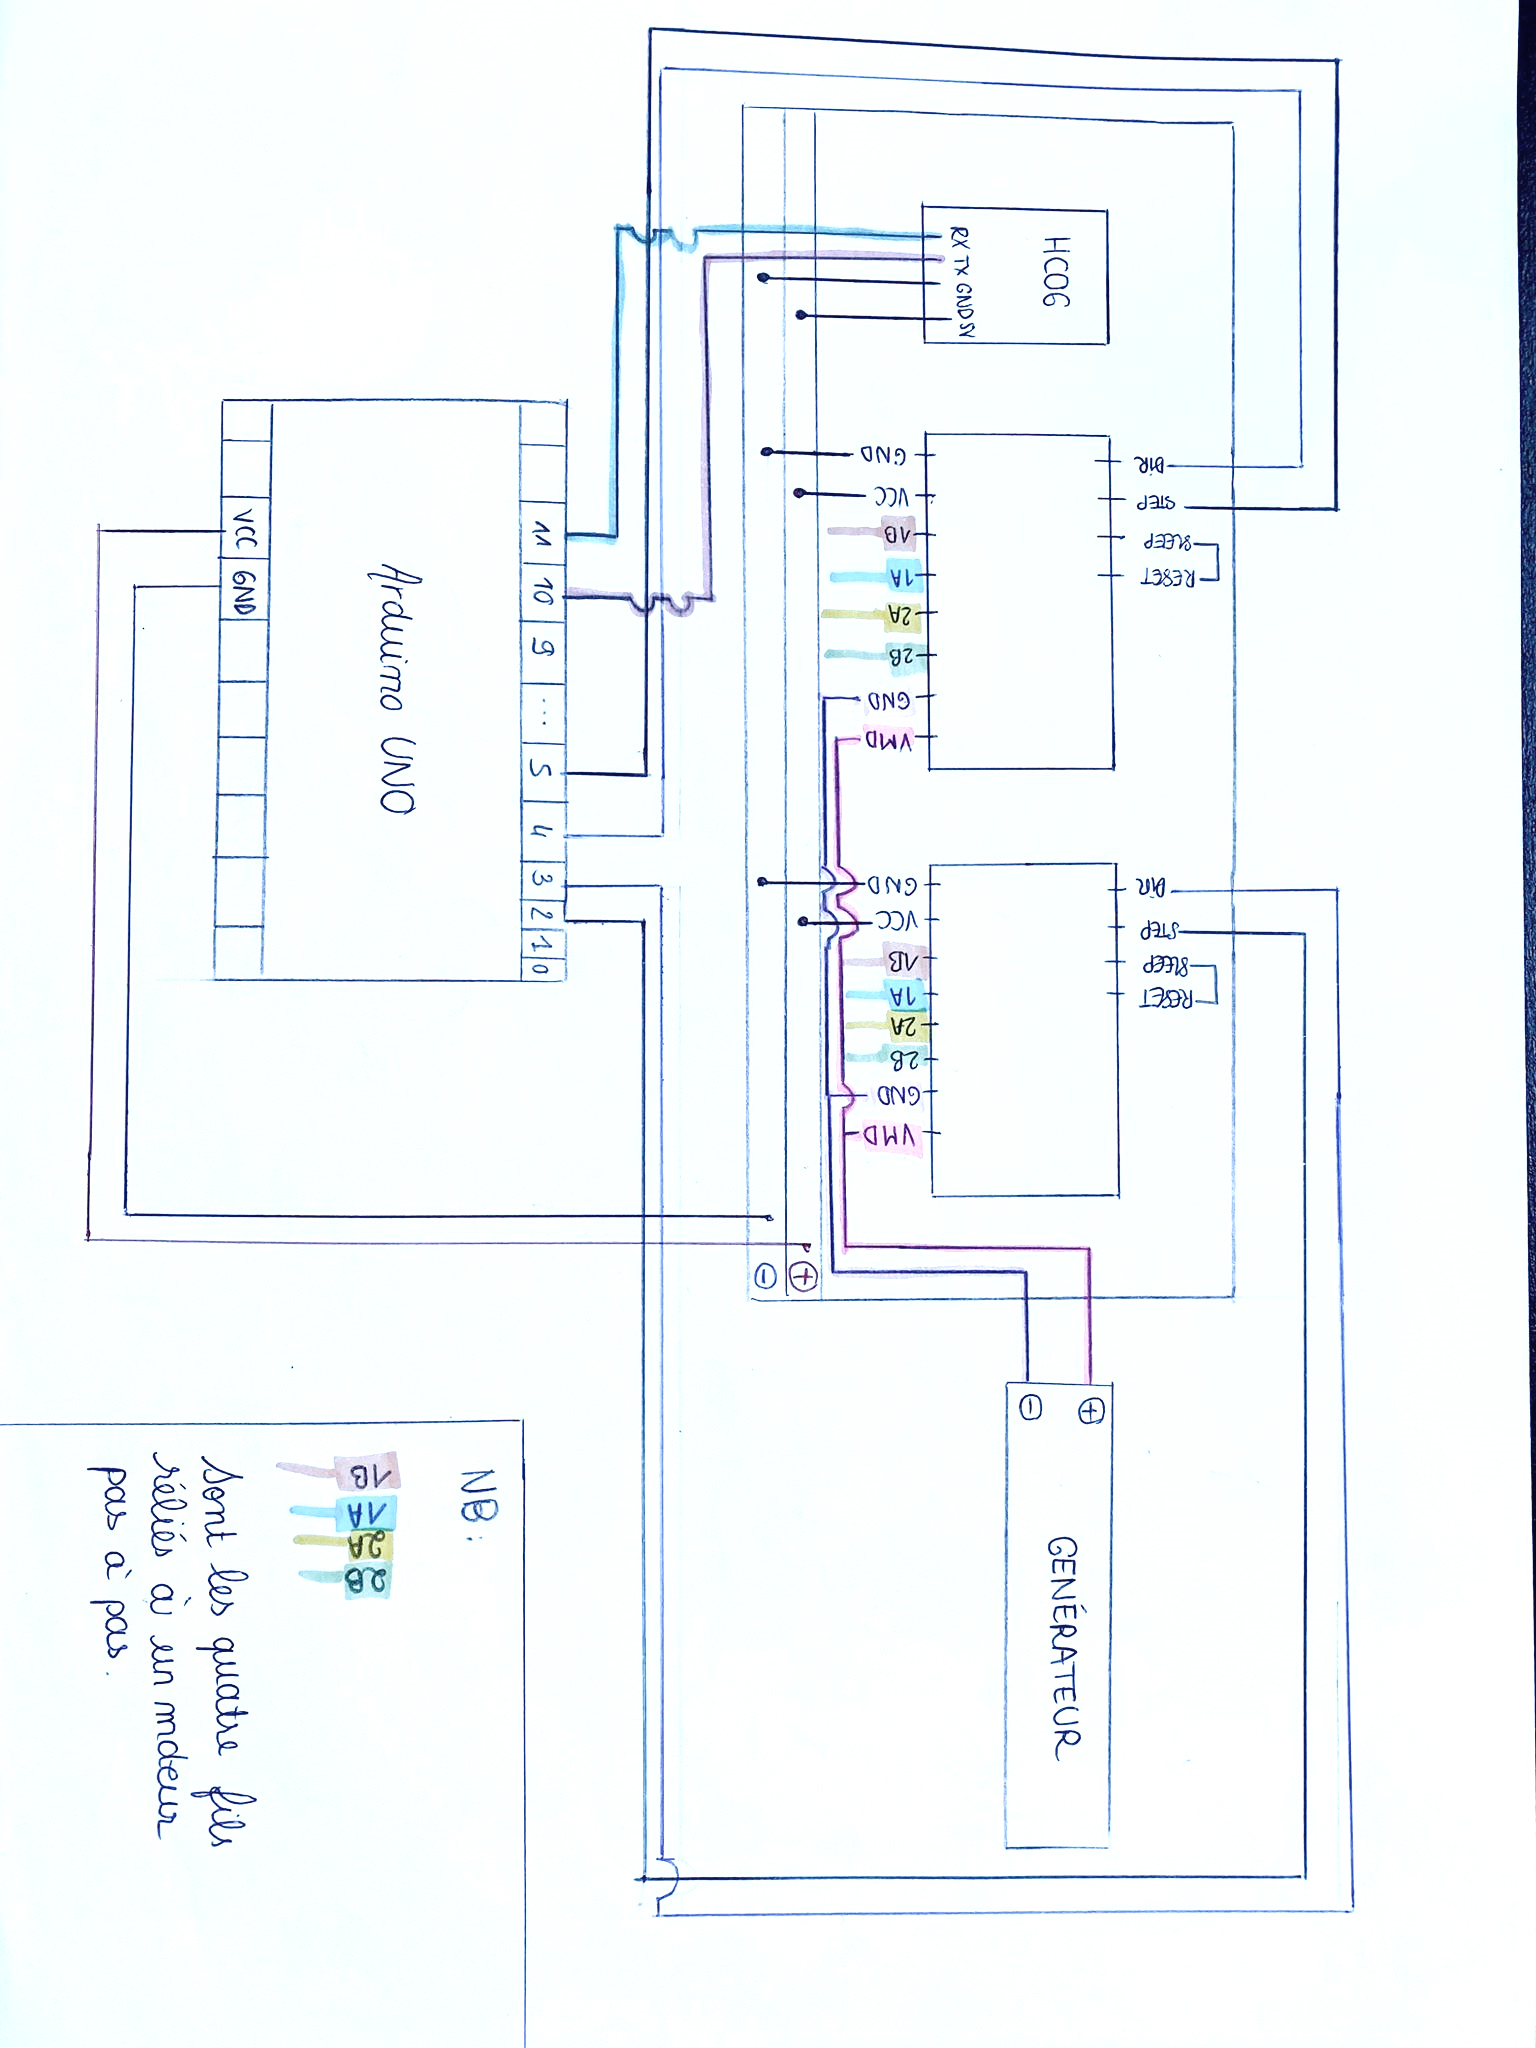 HC06
RX TX GND 5V
GND
VCC
1B
1A
2A
2B
GND
VMD
DIR
STEP
SLEEP
RESET
GND
VCC
1B
1A
2A
2B
GND
VMD
DIR
STEP
SLEEP
RESET
11 10 9 ... 5 4 3 2 1 0
Arduino UNO
VCC GND
- +
- +
GENÉRATEUR
NB:
1B
1A
2A
2B
sont les quatre fils
réliés à un moteur
pas à pas.